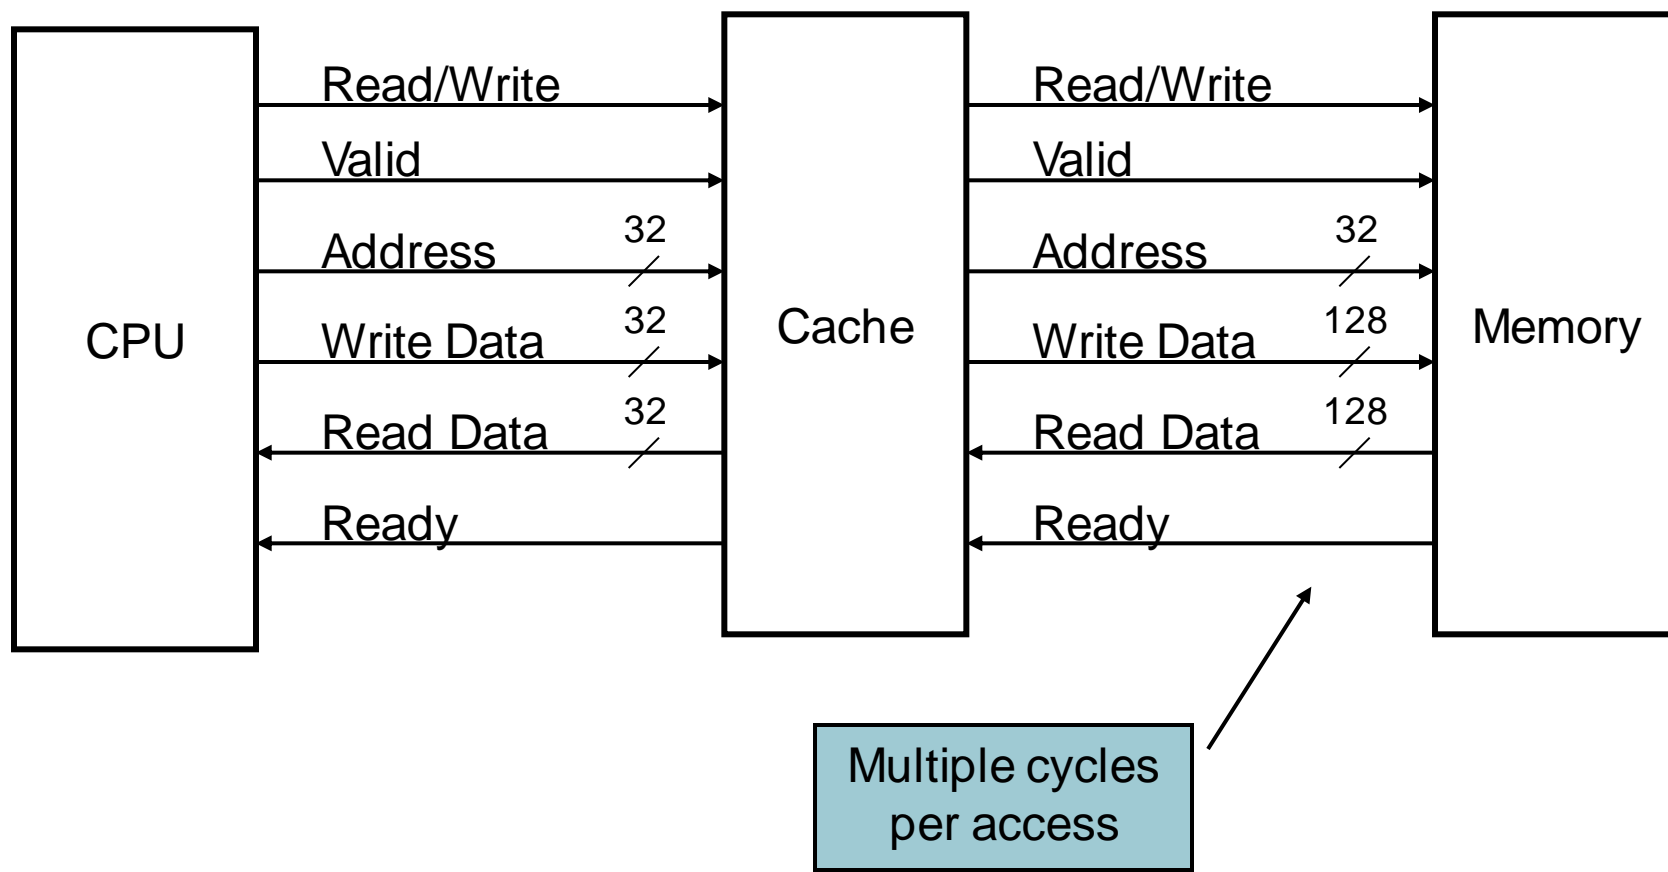 Read/Write
Read/Write
Valid
Valid
32
32
Address
Address
32
128
CPU
Write Data
Cache
Write Data
Memory
32
128
Read Data
Read Data
Ready
Ready
Multiple cycles
per access